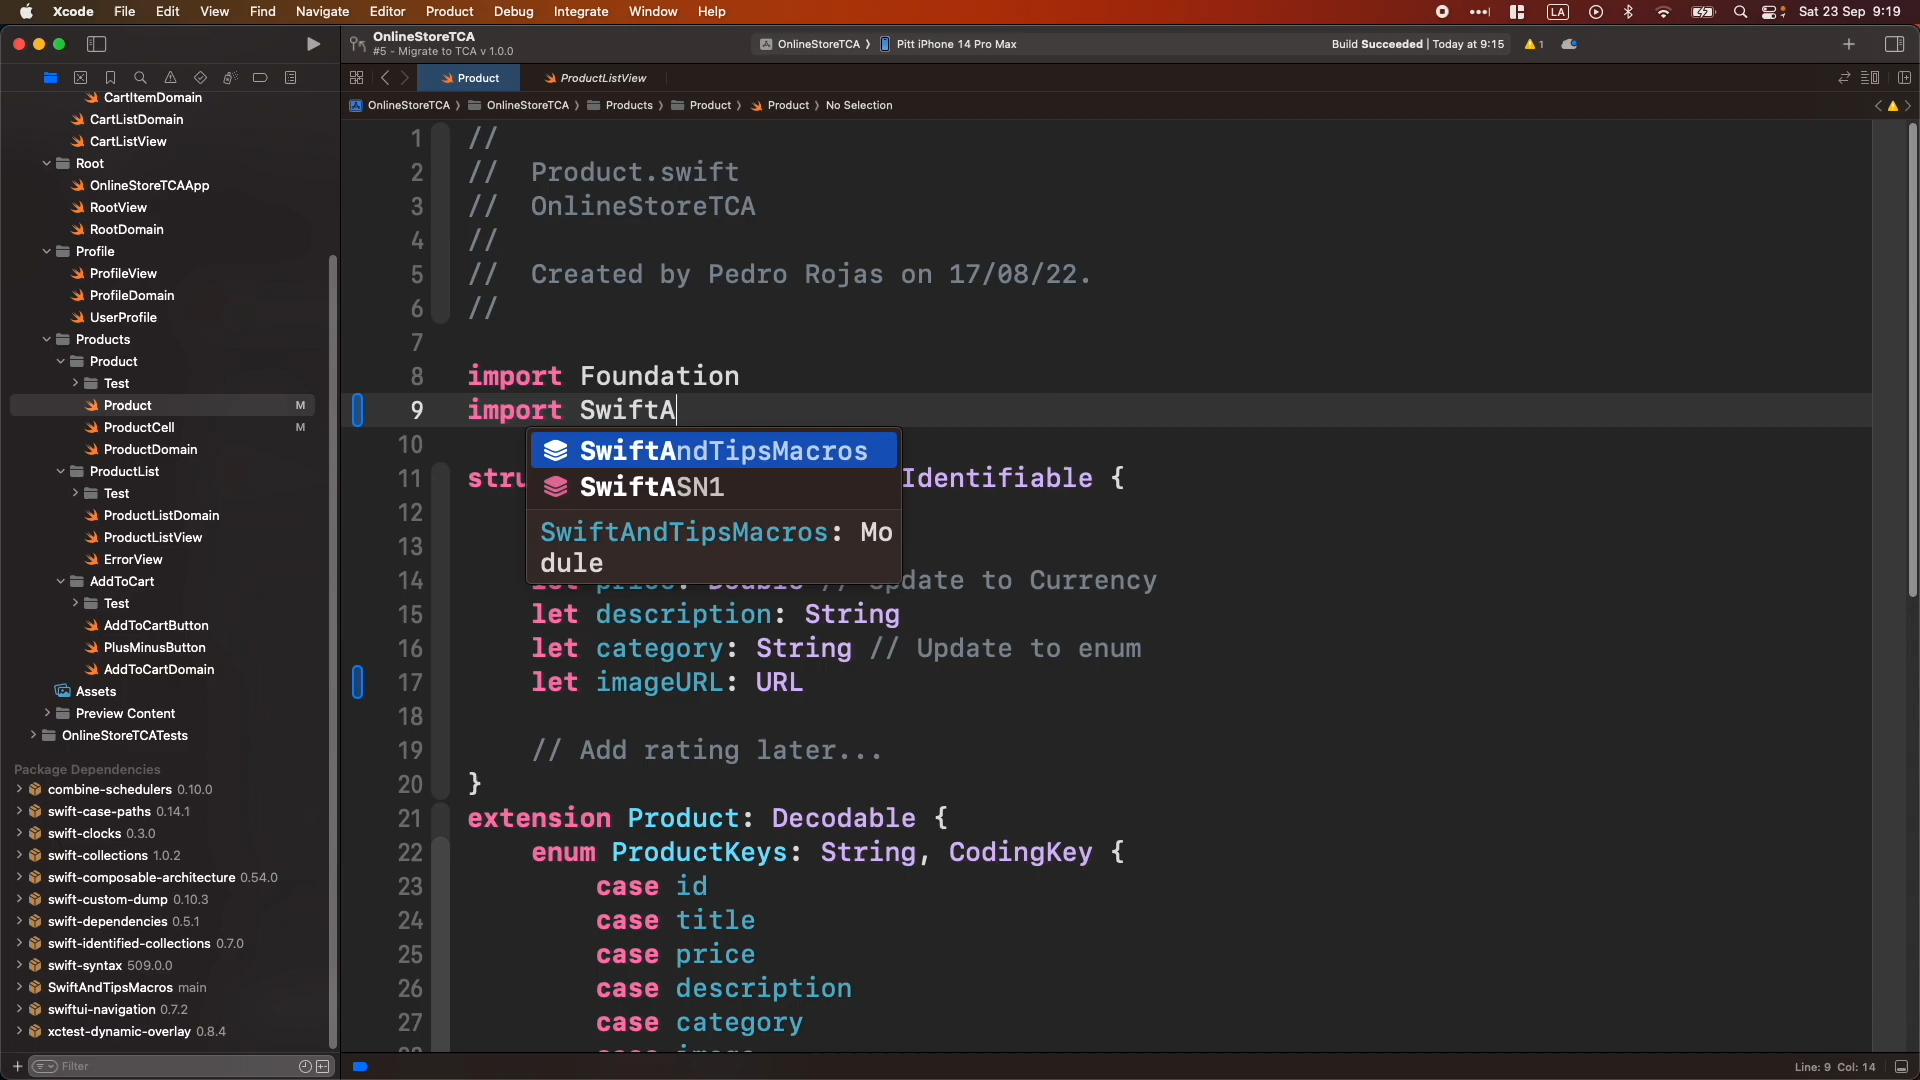 Xcode File Edit View Find Navigate Editor Product Debug Integrate Window Help
LA
Sat 23 Sep 9:19
OnlineStoreTCA
#5 - Migrate to TCA v 1.0.0
OnlineStoreTCA
Pitt iPhone 14 Pro Max
Build Succeeded | Today at 9:15
1
Product
ProductListView
OnlineStoreTCA
OnlineStoreTCA
Products
Product
Product
No Selection
CartItemDomain
CartListDomain
CartListView
Root
OnlineStoreTCAApp
RootView
RootDomain
Profile
ProfileView
ProfileDomain
UserProfile
Products
Product
Test
Product M
ProductCell M
ProductDomain
ProductList
Test
ProductListDomain
ProductListView
ErrorView
AddToCart
Test
AddToCartButton
PlusMinusButton
AddToCartDomain
Assets
Preview Content
OnlineStoreTCATests
Package Dependencies
combine-schedulers 0.10.0
swift-case-paths 0.14.1
swift-clocks 0.3.0
swift-collections 1.0.2
swift-composable-architecture 0.54.0
swift-custom-dump 0.10.3
swift-dependencies 0.5.1
swift-identified-collections 0.7.0
swift-syntax 509.0.0
SwiftAndTipsMacros main
swiftui-navigation 0.7.2
xctest-dynamic-overlay 0.8.4
Filter
1 //
2 // Product.swift
3 // OnlineStoreTCA
4 //
5 // Created by Pedro Rojas on 17/08/22.
6 //
7
8 import Foundation
9 import SwiftA
10
11 stru Identifiable {
12
13
14 let price: Double // Update to Currency
15 let description: String
16 let category: String // Update to enum
17 let imageURL: URL
18
19 // Add rating later...
20 }
21 extension Product: Decodable {
22 enum ProductKeys: String, CodingKey {
23 case id
24 case title
25 case price
26 case description
27 case category
SwiftAndTipsMacros
SwiftASN1
SwiftAndTipsMacros: Mo
dule
Line: 9 Col: 14